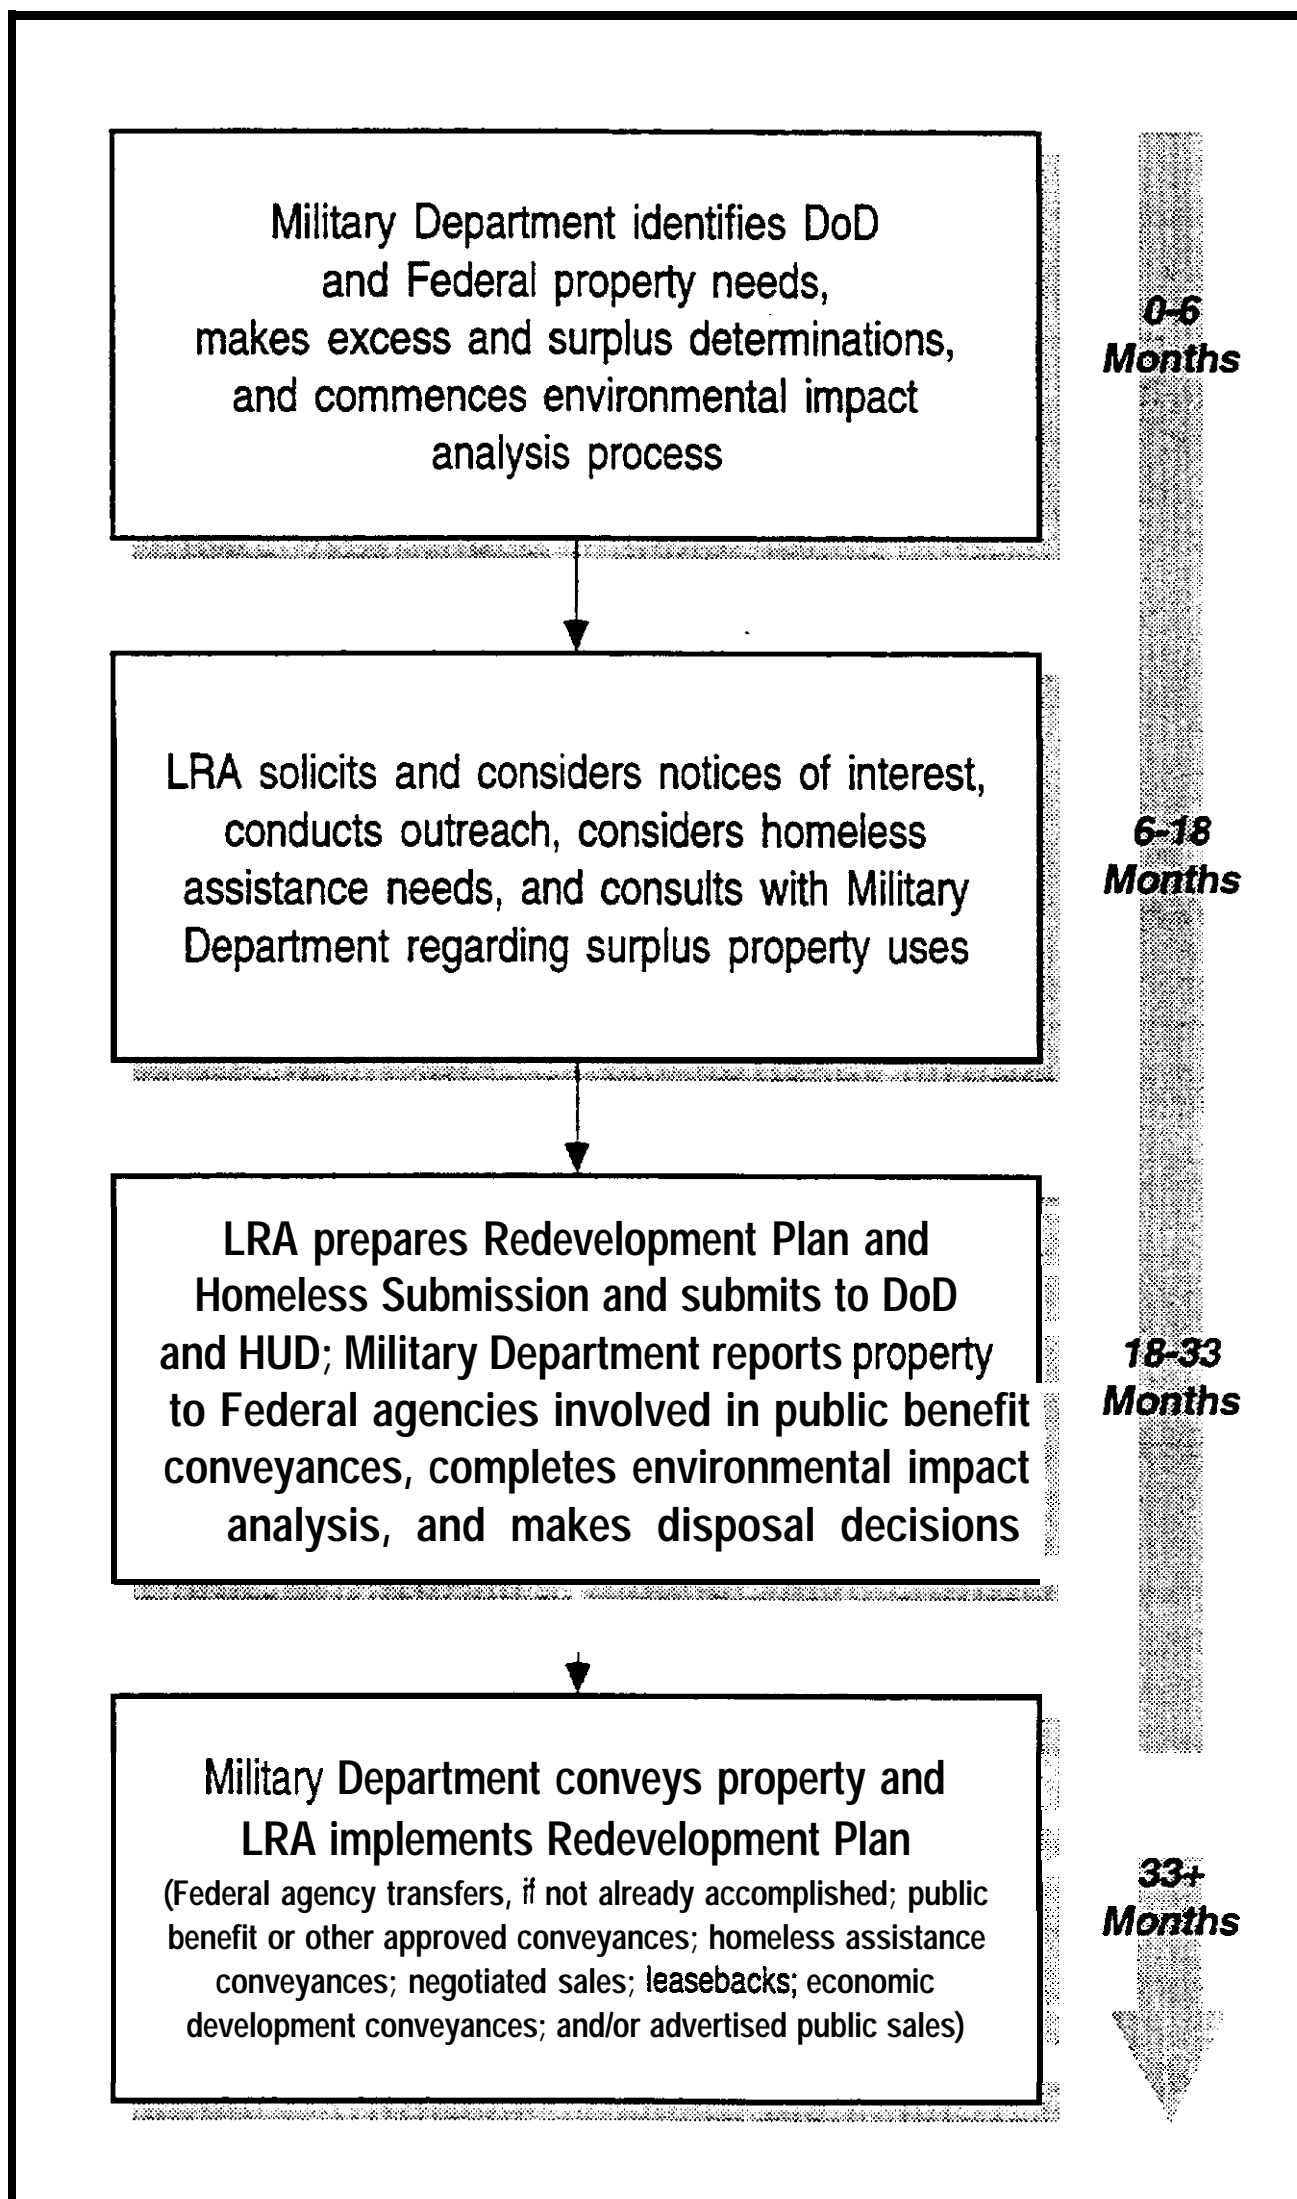 Military Department identifies DoD
and Federal property needs,
makes excess and surplus determinations,
and commences environmental impact
analysis process
0-6
Months
LRA solicits and considers notices of interest,
conducts outreach, considers homeless
assistance needs, and consults with Military
Department regarding surplus property uses
6-18
Months
LRA prepares Redevelopment Plan and
Homeless Submission and submits to DoD
and HUD; Military Department reports property
to Federal agencies involved in public benefit
conveyances, completes environmental impact
analysis, and makes disposal decisions
18-33
Months
Military Department conveys property and
LRA implements Redevelopment Plan
(Federal agency transfers, if not already accomplished; public
benefit or other approved conveyances; homeless assistance
conveyances; negotiated sales; leasebacks; economic
development conveyances; and/or advertised public sales)
33+
Months